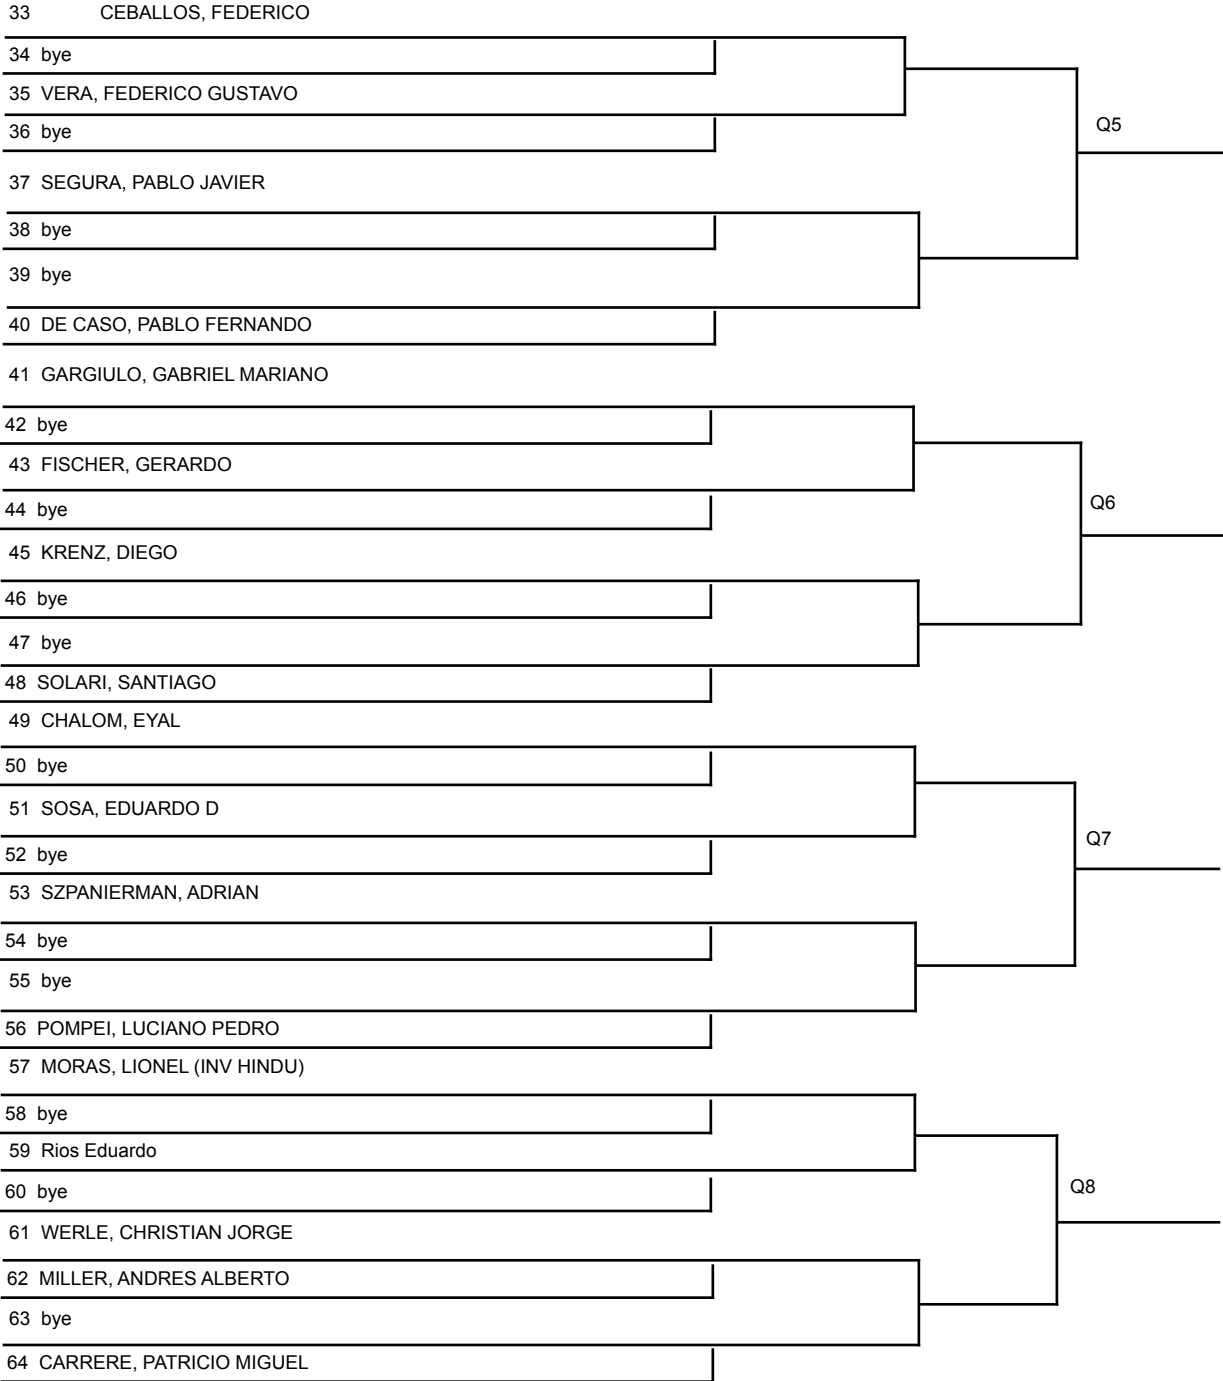 33 CEBALLOS, FEDERICO
34 bye
35 VERA, FEDERICO GUSTAVO
36 bye
Q5
37 SEGURA, PABLO JAVIER
38 bye
39 bye
40 DE CASO, PABLO FERNANDO
41 GARGIULO, GABRIEL MARIANO
42 bye
43 FISCHER, GERARDO
44 bye
Q6
45 KRENZ, DIEGO
46 bye
47 bye
48 SOLARI, SANTIAGO
49 CHALOM, EYAL
50 bye
51 SOSA, EDUARDO D
52 bye
Q7
53 SZPANIERMAN, ADRIAN
54 bye
55 bye
56 POMPEI, LUCIANO PEDRO
57 MORAS, LIONEL (INV HINDU)
58 bye
59 Rios Eduardo
60 bye
Q8
61 WERLE, CHRISTIAN JORGE
62 MILLER, ANDRES ALBERTO
63 bye
64 CARRERE, PATRICIO MIGUEL